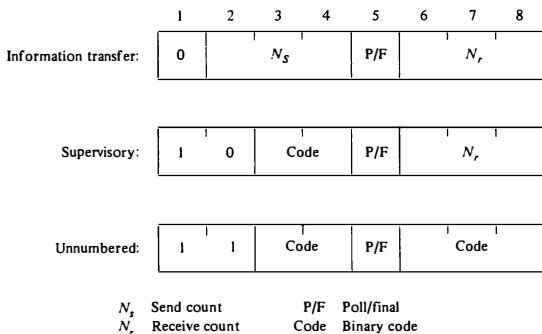 1 2 3 4 5 6 7 8
Information transfer: 0 N_S P/F N_r
Supervisory: 1 0 Code P/F N_r
Unnumbered: 1 1 Code P/F Code
N_s Send count P/F Poll/final
N_r Receive count Code Binary code